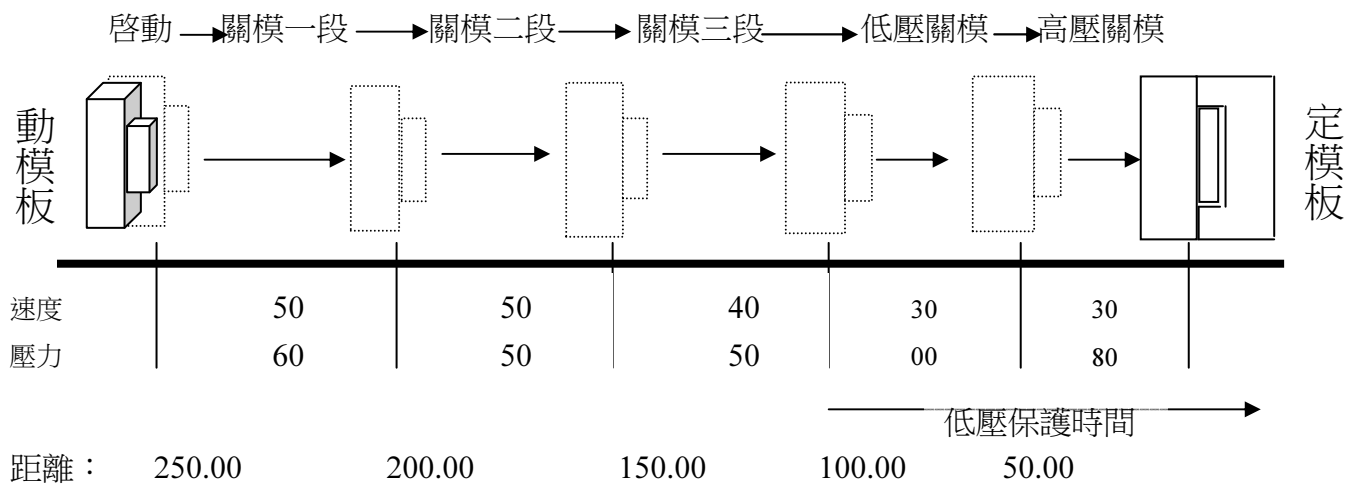 啓動 關模一段 關模二段 關模三段 低壓關模 高壓關模
動模板
定模板
速度 50 50 40 30 30
壓力 60 50 50 00 80
低壓保護時間
距離： 250.00 200.00 150.00 100.00 50.00